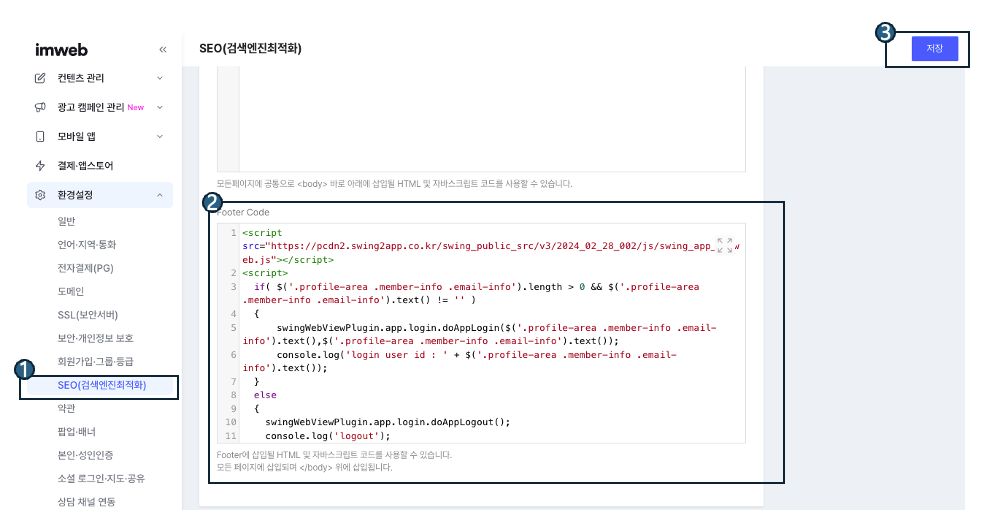 imweb
«
컨텐츠 관리
광고 캠페인 관리 New
모바일 앱
결제·앱스토어
환경설정
일반
언어·지역·통화
전자결제(PG)
도메인
SSL(보안서버)
보안·개인정보 보호
회원가입·그룹·등급
1
SEO(검색엔진최적화)
약관
팝업·배너
본인·성인인증
소셜 로그인·지도·공유
상담 채널 연동
SEO(검색엔진최적화)
3
저장
모든페이지에 공통으로 <body> 바로 아래에 삽입될 HTML 및 자바스크립트 코드를 사용할 수 있습니다.
2
Footer Code
1 <script
src="https://pcdn2.swing2app.co.kr/swing_public_src/v3/2024_02_28_002/js/swing_app_
eb.js"></script>
2 <script>
3 if( $('.profile-area .member-info .email-info').length > 0 && $('.profile-area
.member-info .email-info').text() != '' )
4 {
5 swingWebViewPlugin.app.login.doAppLogin($('.profile-area .member-info .email-
info').text(),$('.profile-area .member-info .email-info').text());
6 console.log('login user id : ' + $('.profile-area .member-info .email-
info').text());
7 }
8 else
9 {
10 swingWebViewPlugin.app.login.doAppLogout();
11 console.log('logout');
Footer에 삽입될 HTML 및 자바스크립트 코드를 사용할 수 있습니다.
모든 페이지에 삽입되며 </body> 위에 삽입됩니다.